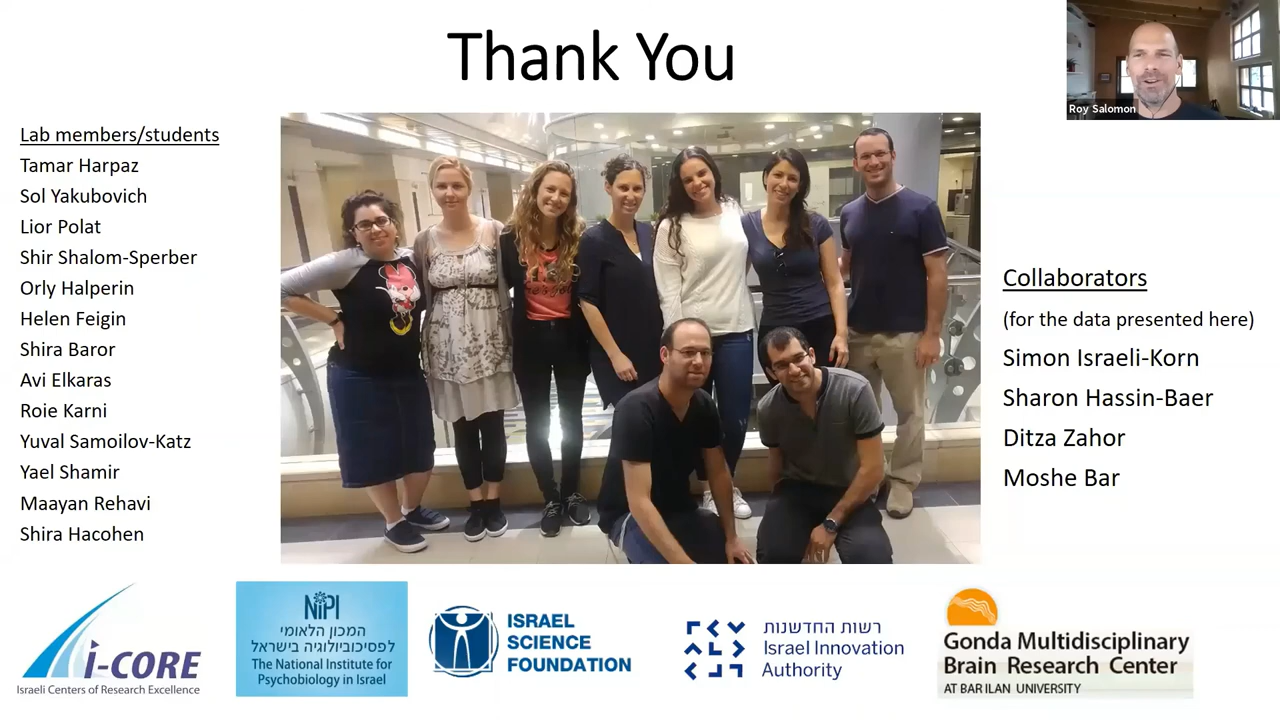 Thank You
Roy Salomon
Lab members/students
Tamar Harpaz
Sol Yakubovich
Lior Polat
Shir Shalom-Sperber
Orly Halperin
Helen Feigin
Shira Baror
Avi Elkaras
Roie Karni
Yuval Samoilov-Katz
Yael Shamir
Maayan Rehavi
Shira Hacohen
Collaborators
(for the data presented here)
Simon Israeli-Korn
Sharon Hassin-Baer
Ditza Zahor
Moshe Bar
i-CORE
Israeli Centers of Research Excellence
NiPI
המכון הלאומי
לפסיכוביולוגיה בישראל
The National Institute for
Psychobiology in Israel
ISRAEL
SCIENCE
FOUNDATION
רשות החדשנות
Israel Innovation
Authority
Gonda Multidisciplinary
Brain Research Center
AT BAR ILAN UNIVERSITY